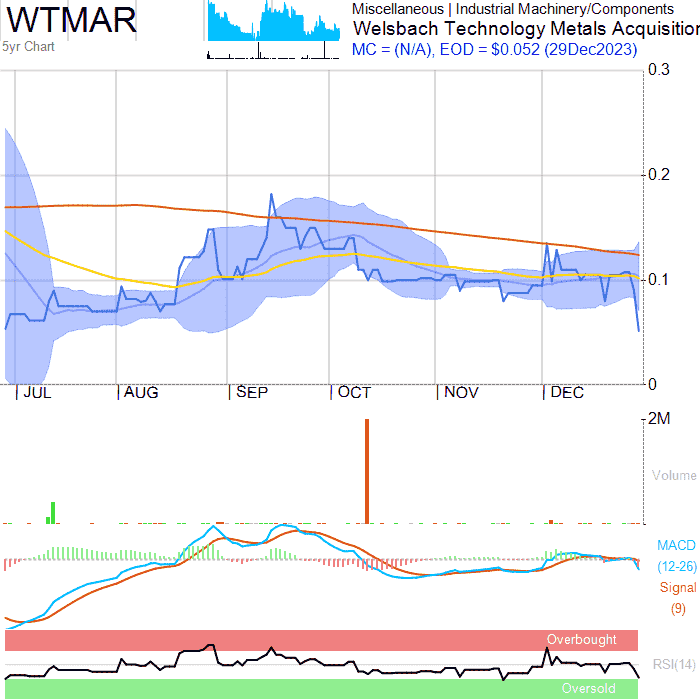 WTMAR
5yr Chart
Miscellaneous | Industrial Machinery/Components
Welsbach Technology Metals Acquisition
MC = (N/A), EOD = $0.052 (29Dec2023)
0.3
0.2
0.1
0
JUL AUG SEP OCT NOV DEC
2M
Volume
MACD
(12-26)
Signal
(9)
Overbought
RSI(14)
Oversold